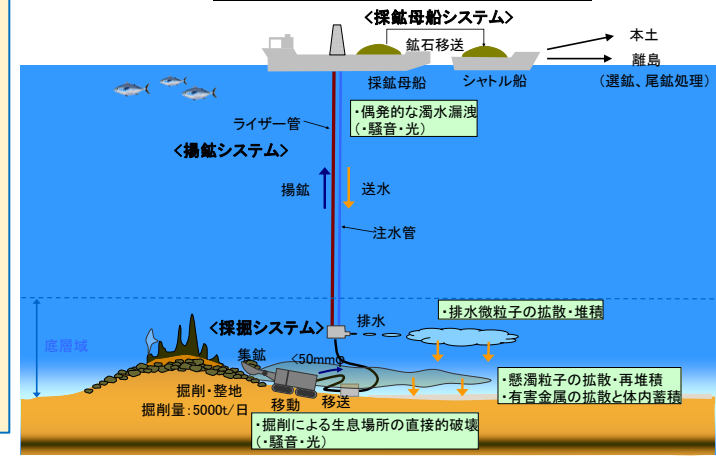 <採鉱母船システム>
鉱石移送
本土
離島
(選鉱、尾鉱処理)
採鉱母船
シャトル船
・偶発的な濁水漏洩
(・騒音・光)
ライザー管
<揚鉱システム>
揚鉱
送水
注水管
・排水微粒子の拡散・堆積
<採掘システム>
排水
底層域
集鉱
<50mmφ
・懸濁粒子の拡散・再堆積
・有害金属の拡散と体内蓄積
掘削・整地
掘削量:5000t/日
移動
移送
・掘削による生息場所の直接的破壊
(・騒音・光)